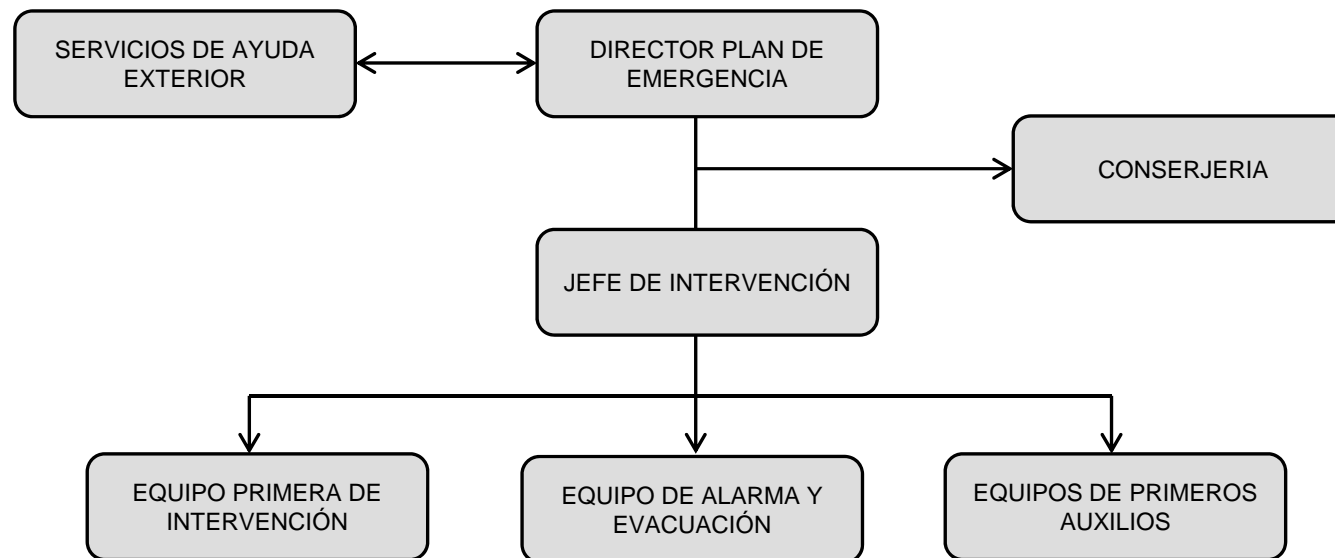 SERVICIOS DE AYUDA
EXTERIOR
DIRECTOR PLAN DE
EMERGENCIA
CONSERJERIA
JEFE DE INTERVENCIÓN
EQUIPO PRIMERA DE
INTERVENCIÓN
EQUIPO DE ALARMA Y
EVACUACIÓN
EQUIPOS DE PRIMEROS
AUXILIOS